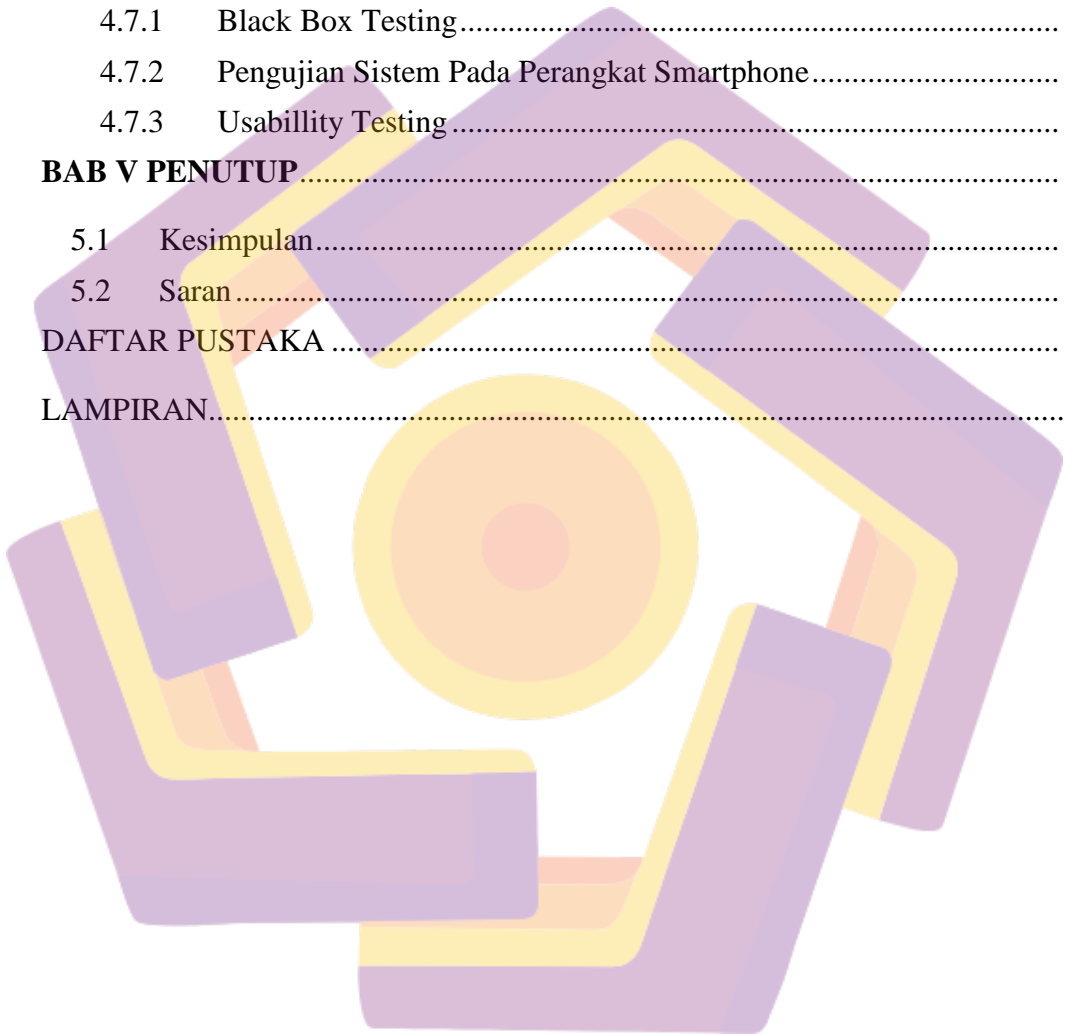 4.7.1 Black Box Testing..........................................................................
4.7.2 Pengujian Sistem Pada Perangkat Smartphone..............................
4.7.3 Usabillity Testing...........................................................................
BAB V PENUTUP..............................................................................................
5.1 Kesimpulan.............................................................................................
5.2 Saran.......................................................................................................
DAFTAR PUSTAKA ...........................................................................................
LAMPIRAN.........................................................................................................